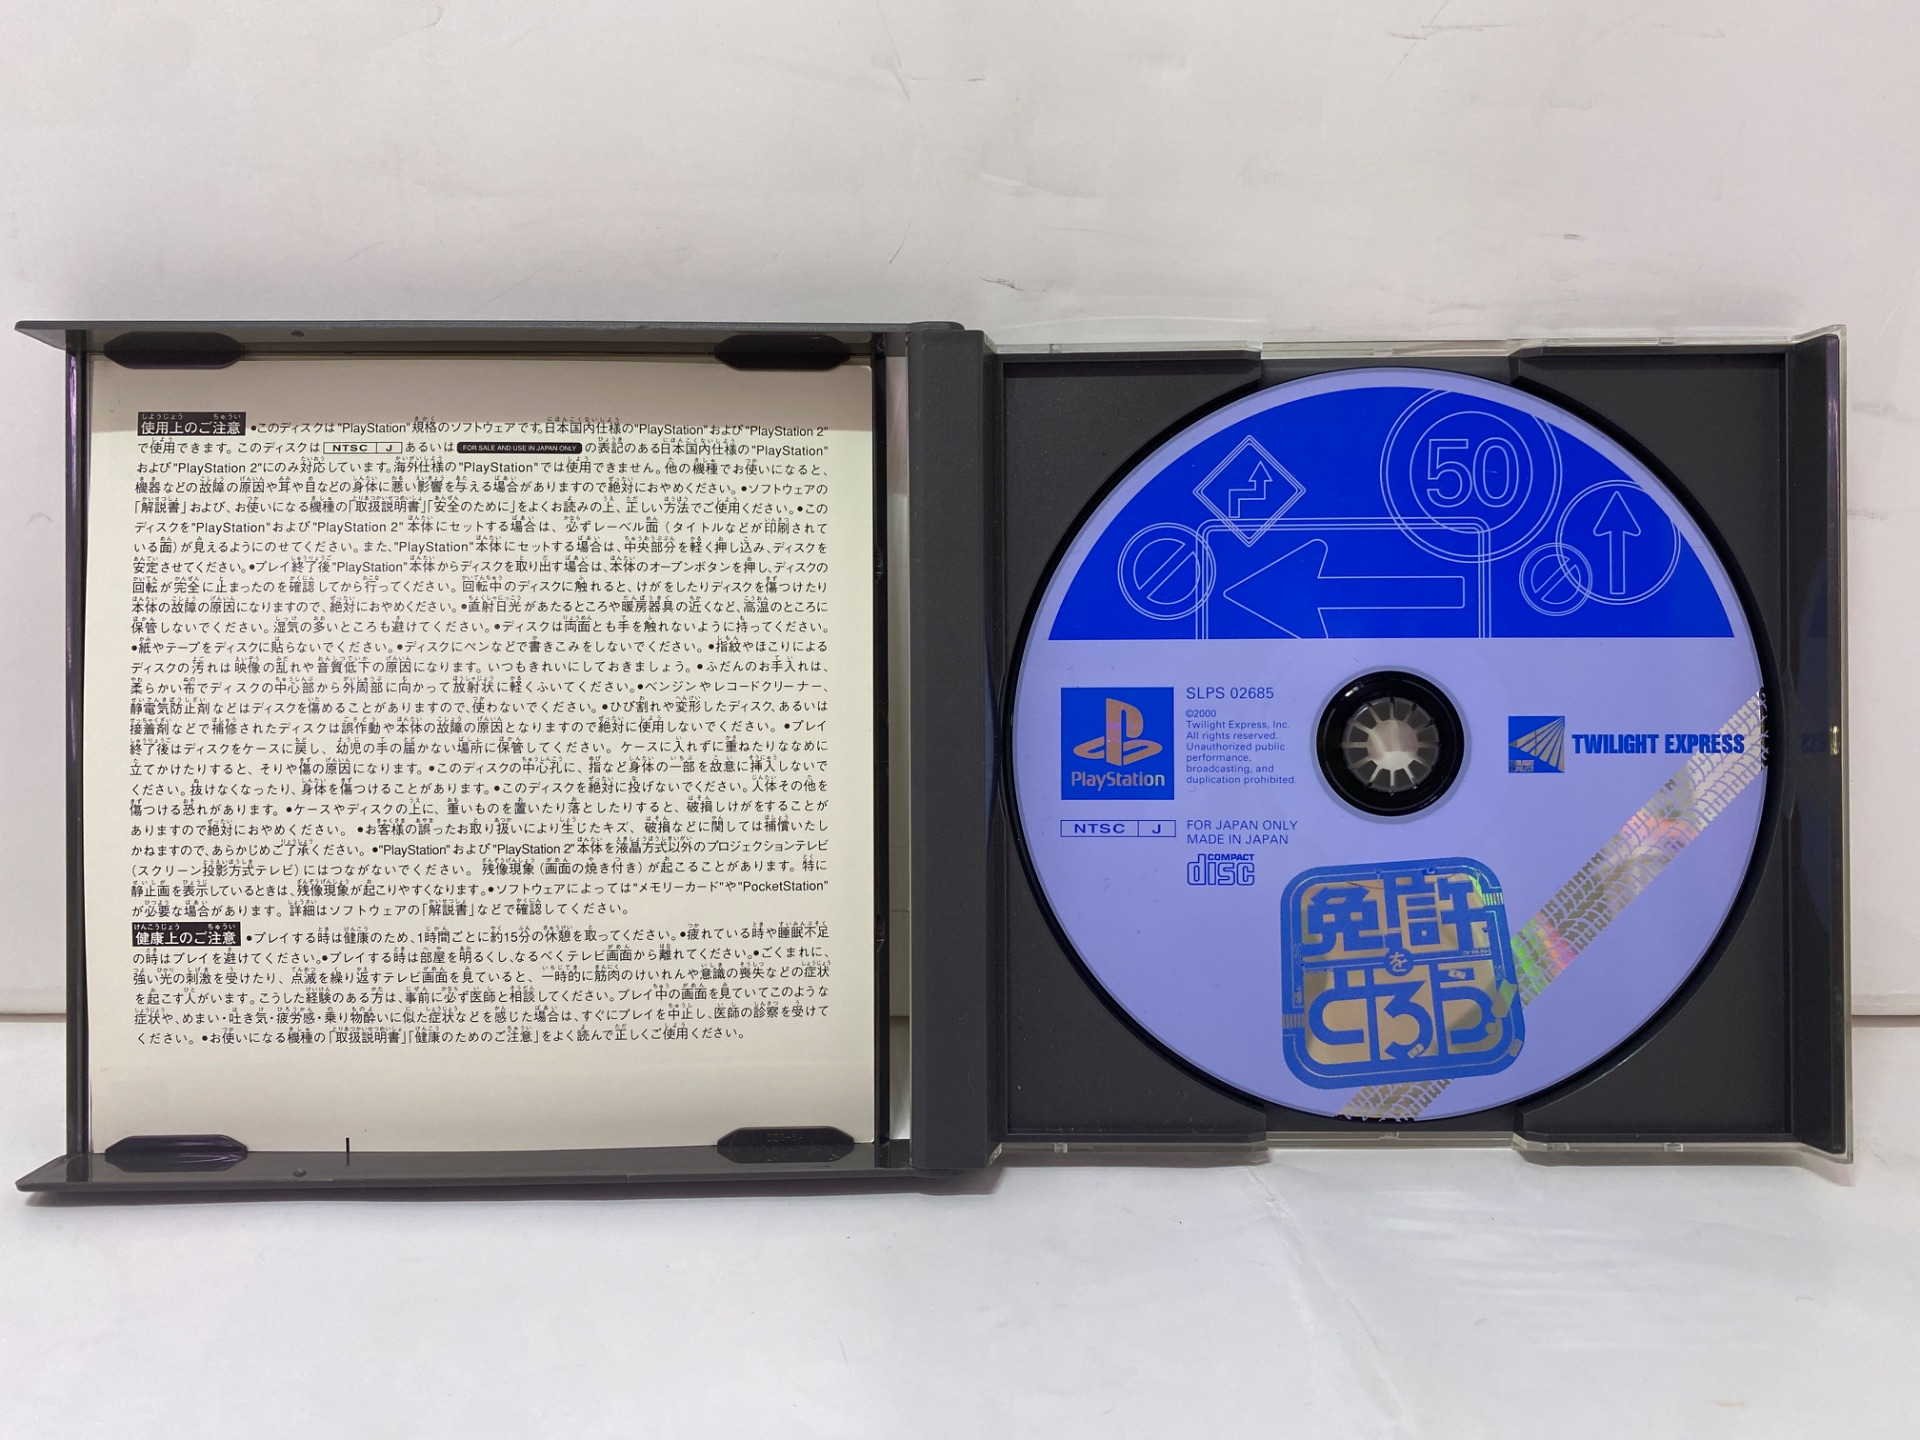 使用上のご注意 ●このディスクは"PlayStation"規格のソフトウェアです。日本国内仕様の"PlayStation"および"PlayStation 2"
で使用できます。このディスクは NTSC J あるいは FOR SALE AND USE IN JAPAN ONLY の表記のある日本国内仕様の"PlayStation"
および"PlayStation 2"にのみ対応しています。海外仕様の"PlayStation"では使用できません。他の機種でお使いになると、
機器などの故障の原因や耳や目などの身体に悪い影響を与える場合がありますので絶対におやめください。●ソフトウェアの
「解説書」および、お使いになる機種の「取扱説明書」「安全のために」をよくお読みの上、正しい方法でご使用ください。●この
ディスクを"PlayStation"および"PlayStation 2"本体にセットする場合は、必ずレーベル面（タイトルなどが印刷されて
いる面）が見えるようにのせてください。また、"PlayStation"本体にセットする場合は、中央部分を軽く押し込み、ディスクを
安定させてください。●プレイ終了後"PlayStation"本体からディスクを取り出す場合は、本体のオープンボタンを押し、ディスクの
回転が完全に止まったのを確認してから行ってください。回転中のディスクに触れると、けがをしたりディスクを傷つけたり
本体の故障の原因になりますので、絶対におやめください。●直射日光があたるところや暖房器具の近くなど、高温のところに
保管しないでください。湿気の多いところも避けてください。●ディスクは両面とも手を触れないように持ってください。
●紙やテープをディスクに貼らないでください。●ディスクにペンなどで書きこみをしないでください。●指紋やほこりによる
ディスクの汚れは映像の乱れや音質低下の原因になります。いつもきれいにしておきましょう。●ふだんのお手入れは、
柔らかい布でディスクの中心部から外周部に向かって放射状に軽くふいてください。●ベンジンやレコードクリーナー、
静電気防止剤などはディスクを傷めることがありますので、使わないでください。●ひび割れや変形したディスク、あるいは
接着剤などで補修されたディスクは誤作動や本体の故障の原因となりますので絶対に使用しないでください。●プレイ
終了後はディスクをケースに戻し、幼児の手の届かない場所に保管してください。ケースに入れずに重ねたりななめに
立てかけたりすると、そりや傷の原因になります。●このディスクの中心孔に、指など身体の一部を故意に挿入しないで
ください。抜けなくなったり、身体を傷つけることがあります。●このディスクを絶対に投げないでください。人体その他を
傷つける恐れがあります。●ケースやディスクの上に、重いものを置いたり落としたりすると、破損しけがをすることが
ありますので絶対におやめください。●お客様の誤ったお取り扱いにより生じたキズ、破損などに関しては補償いたし
かねますので、あらかじめご了承ください。●"PlayStation"および"PlayStation 2"本体を液晶方式以外のプロジェクションテレビ
（スクリーン投影方式テレビ）にはつながないでください。残像現象（画面の焼き付き）が起こることがあります。特に
静止画を表示しているときは、残像現象が起こりやすくなります。●ソフトウェアによっては"メモリーカード"や"PocketStation"
が必要な場合があります。詳細はソフトウェアの「解説書」などで確認してください。
健康上のご注意 ●プレイする時は健康のため、1時間ごとに約15分の休憩を取ってください。●疲れている時や睡眠不足
の時はプレイを避けてください。●プレイする時は部屋を明るくし、なるべくテレビ画面から離れてください。●ごくまれに、
強い光の刺激を受けたり、点滅を繰り返すテレビ画面を見ていると、一時的に筋肉のけいれんや意識の喪失などの症状
を起こす人がいます。こうした経験のある方は、事前に必ず医師と相談してください。プレイ中の画面を見ていてこのような
症状や、めまい・吐き気・疲労感・乗り物酔いに似た症状などを感じた場合は、すぐにプレイを中止し、医師の診察を受けて
ください。●お使いになる機種の「取扱説明書」「健康のためのご注意」をよく読んで正しくご使用ください。
50
PlayStation
SLPS 02685
©2000
Twilight Express, Inc.
All rights reserved.
Unauthorized public
performance,
broadcasting, and
duplication prohibited.
TWILIGHT EXPRESS
NTSC J
FOR JAPAN ONLY
MADE IN JAPAN
COMPACT
disc
免許
を
とろう